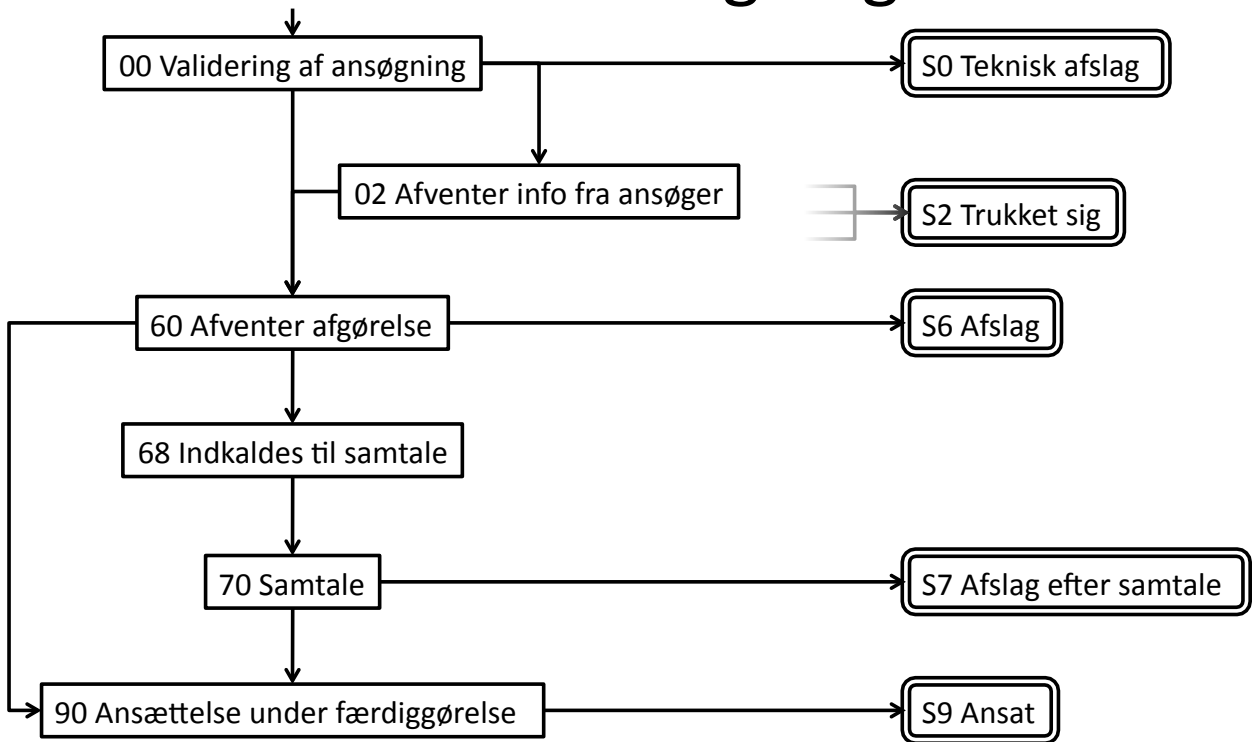 00 Validering af ansøgning
S0 Teknisk afslag
02 Afventer info fra ansøger
S2 Trukket sig
60 Afventer afgørelse
S6 Afslag
68 Indkaldes til samtale
70 Samtale
S7 Afslag efter samtale
90 Ansættelse under færdiggørelse
S9 Ansat